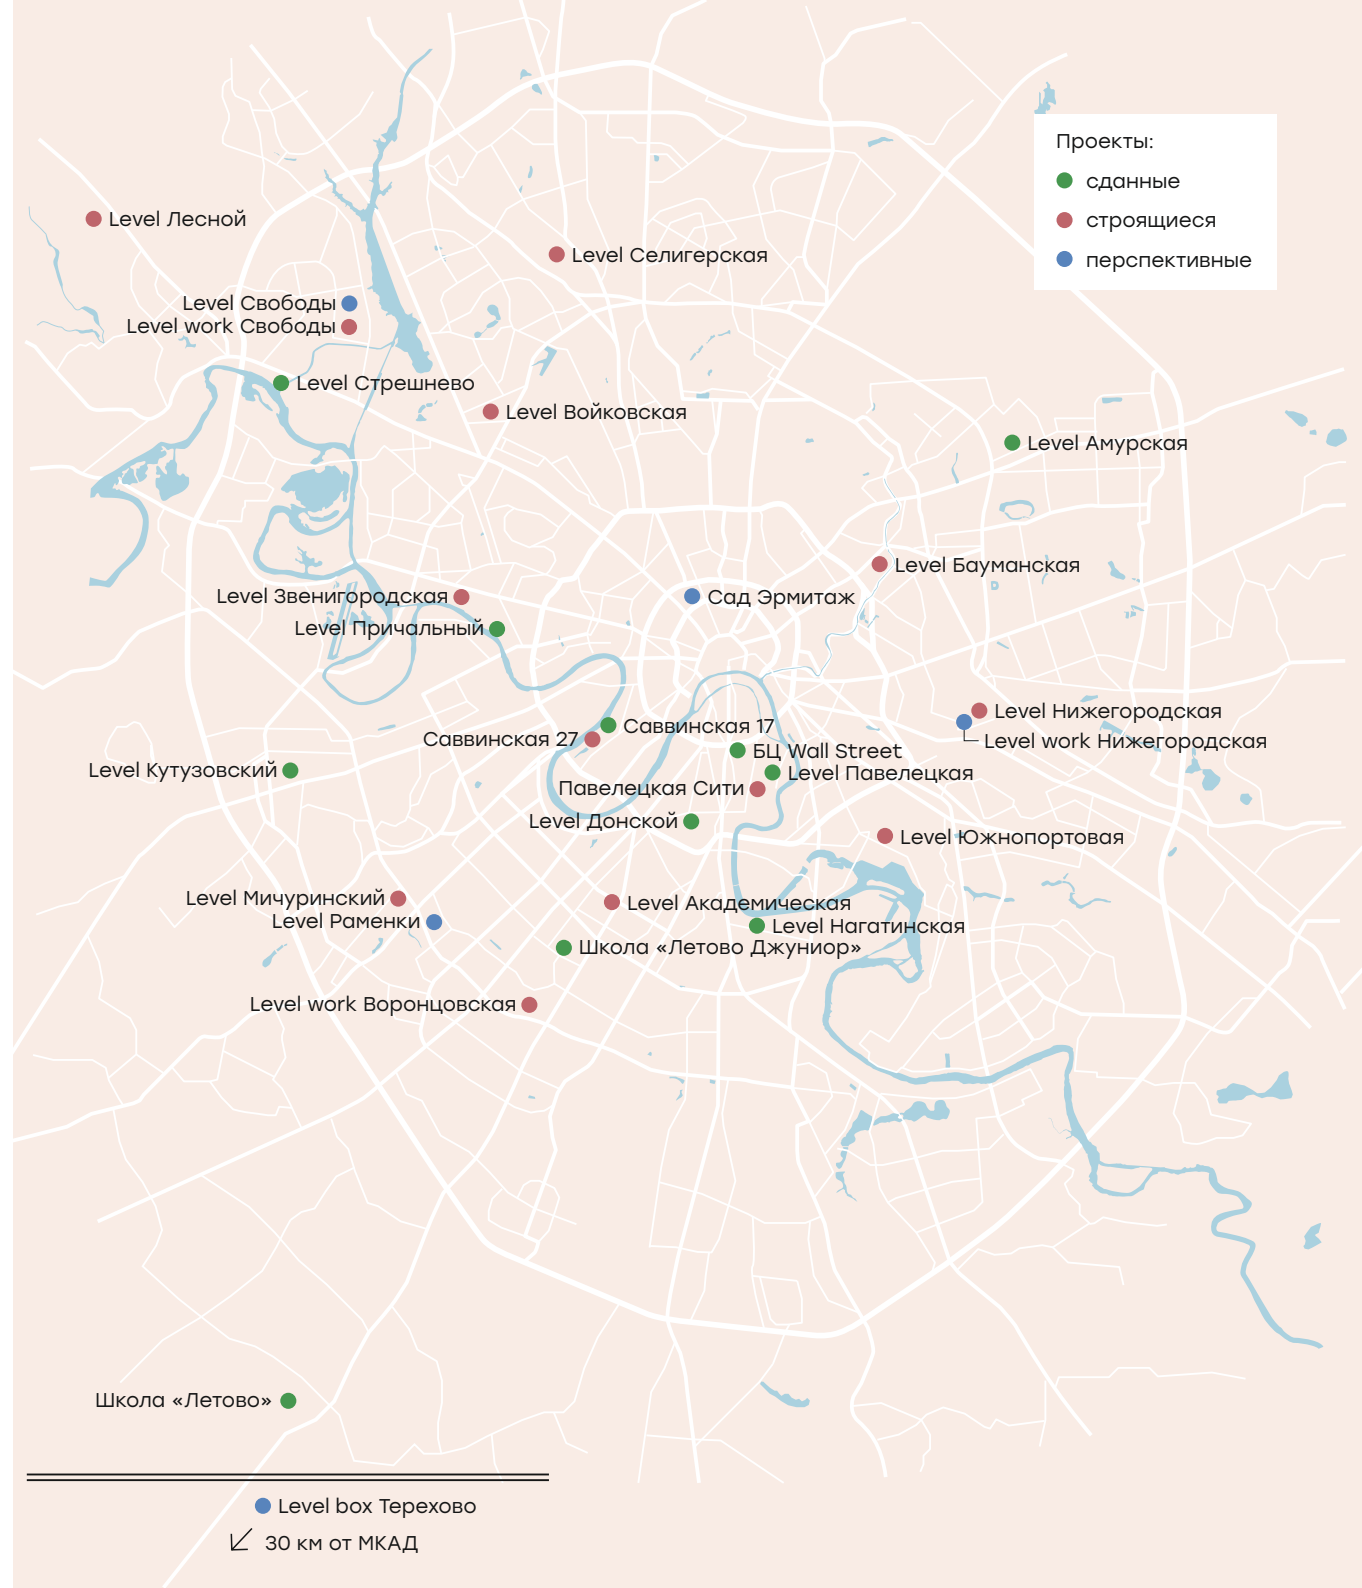 Проекты:
сданные
строящиеся
перспективные
Level Лесной
Level Селигерская
Level Свободы
Level work Свободы
Level Стрешнево
Level Войковская
Level Амурская
Level Бауманская
Level Звенигородская
Сад Эрмитаж
Level Причальный
Level Нижегородская
Саввинская 17
Саввинская 27
Level work Нижегородская
БЦ Wall Street
Level Кутузовский
Level Павелецкая
Павелецкая Сити
Level Донской
Level Южнопортовая
Level Мичуринский
Level Академическая
Level Раменки
Level Нагатинская
Школа «Летово Джуниор»
Level work Воронцовская
Школа «Летово»
Level box Терехово
30 км от МКАД